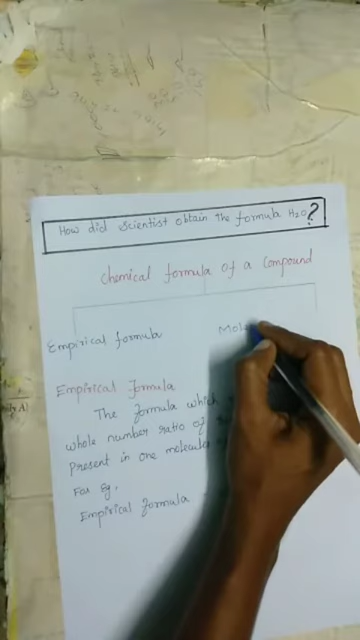 How did scientist obtain the formula H2O?
Chemical formula of a Compound
Empirical formula
Mole
Empirical formula
The formula which
whole number ratio of
Present in one molecule
For Eg,
Empirical formula